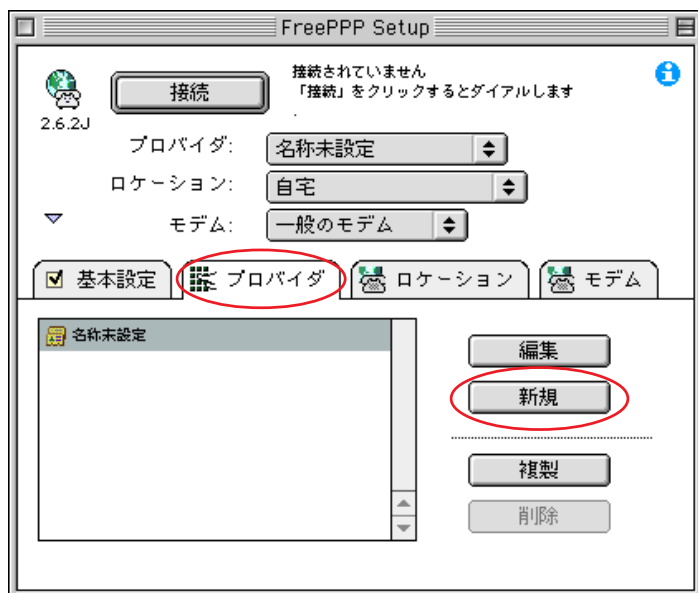 FreePPP Setup
接続
接続されていません
「接続」をクリックするとダイアルします
.
2.6.2J
プロバイダ: 名称未設定
ロケーション: 自宅
モデム: 一般のモデム
基本設定 プロバイダ ロケーション モデム
名称未設定
編集
新規
複製
削除